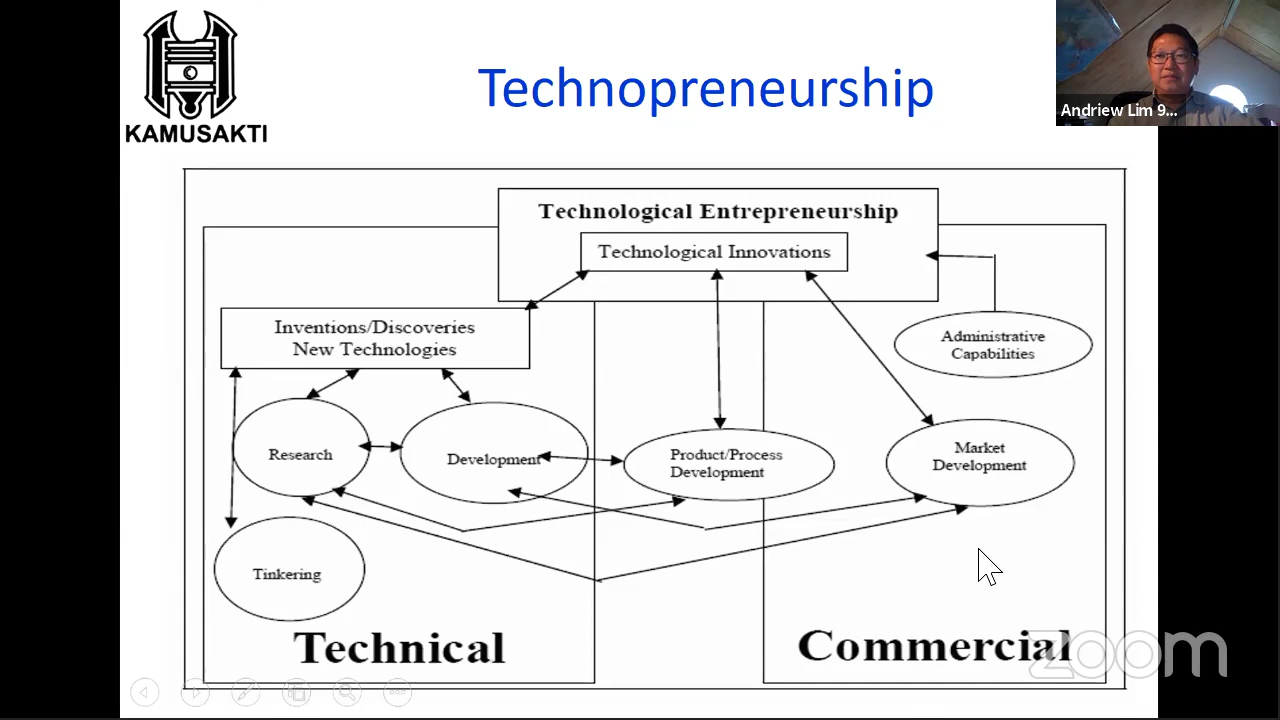 KAMUSAKTI
Technopreneurship
Andriew Lim 9...
Technological Entrepreneurship
Technological Innovations
Inventions/Discoveries
New Technologies
Administrative
Capabilities
Research
Development
Product/Process
Development
Market
Development
Tinkering
Technical
Commercial
zoom